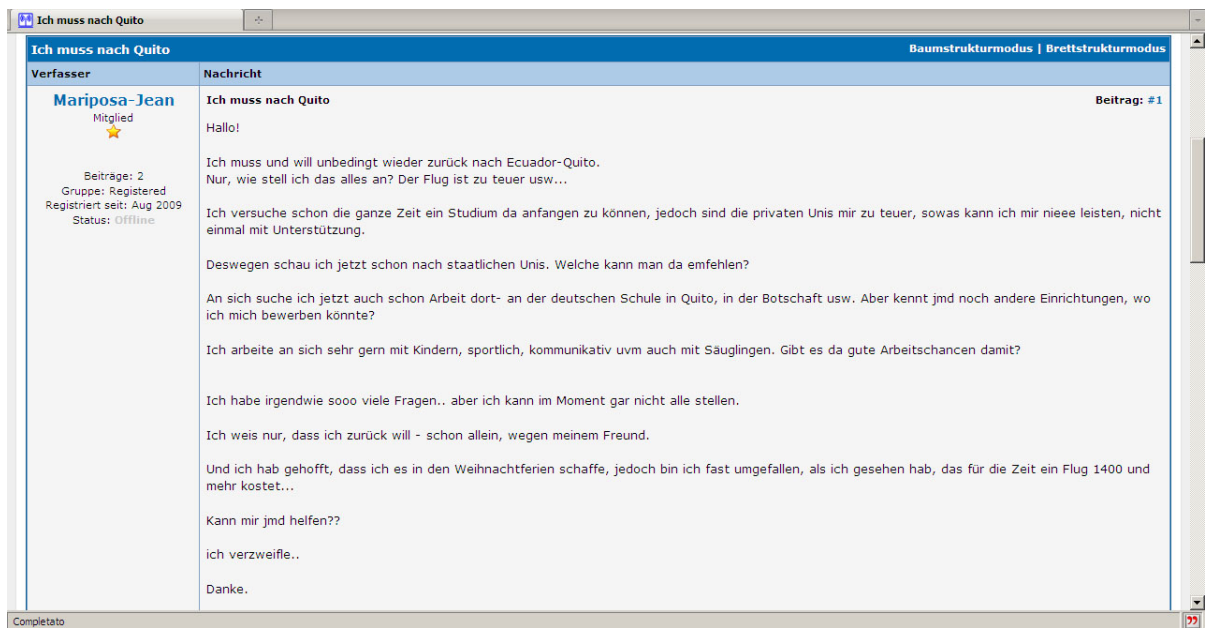 Ich muss nach Quito
Ich muss nach Quito
Baumstrukturmodus | Brettstrukturmodus
Verfasser
Nachricht
Mariposa-Jean
Mitglied
Beiträge: 2
Gruppe: Registered
Registriert seit: Aug 2009
Status: Offline
Ich muss nach Quito
Beitrag: #1
Hallo!
Ich muss und will unbedingt wieder zurück nach Ecuador-Quito.
Nur, wie stell ich das alles an? Der Flug ist zu teuer usw...
Ich versuche schon die ganze Zeit ein Studium da anfangen zu können, jedoch sind die privaten Unis mir zu teuer, sowas kann ich mir nieee leisten, nicht
einmal mit Unterstützung.
Deswegen schau ich jetzt schon nach staatlichen Unis. Welche kann man da emfehlen?
An sich suche ich jetzt auch schon Arbeit dort- an der deutschen Schule in Quito, in der Botschaft usw. Aber kennt jmd noch andere Einrichtungen, wo
ich mich bewerben könnte?
Ich arbeite an sich sehr gern mit Kindern, sportlich, kommunikativ uvm auch mit Säuglingen. Gibt es da gute Arbeitschancen damit?
Ich habe irgendwie sooo viele Fragen.. aber ich kann im Moment gar nicht alle stellen.
Ich weis nur, dass ich zurück will - schon allein, wegen meinem Freund.
Und ich hab gehofft, dass ich es in den Weihnachtferien schaffe, jedoch bin ich fast umgefallen, als ich gesehen hab, das für die Zeit ein Flug 1400 und
mehr kostet...
Kann mir jmd helfen??
ich verzweifle..
Danke.
Completato